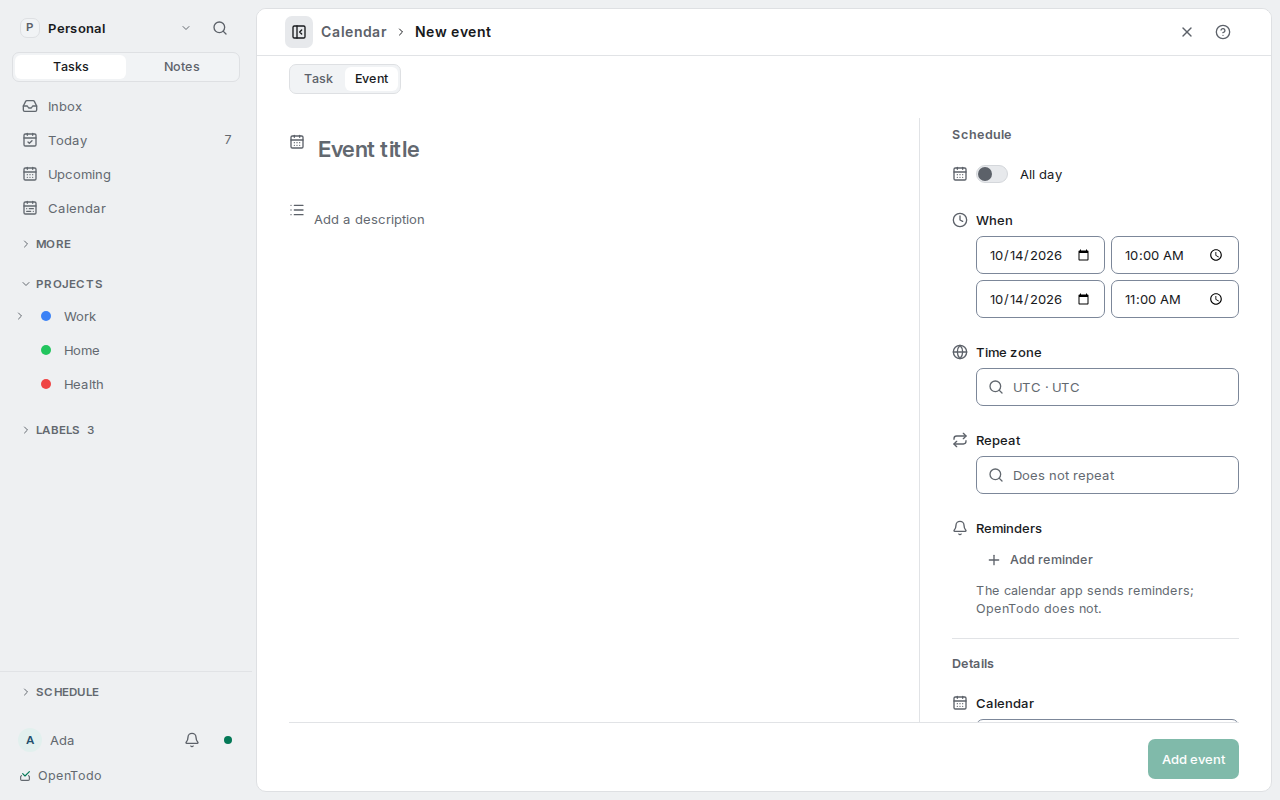 P Personal
Tasks Notes
Inbox
Today 7
Upcoming
Calendar
MORE
PROJECTS
Work
Home
Health
LABELS 3
SCHEDULE
A Ada
OpenTodo
Calendar New event
Task Event
Event title
Add a description
Schedule
All day
When
10/14/2026 10:00 AM
10/14/2026 11:00 AM
Time zone
UTC · UTC
Repeat
Does not repeat
Reminders
Add reminder
The calendar app sends reminders;
OpenTodo does not.
Details
Calendar
Add event